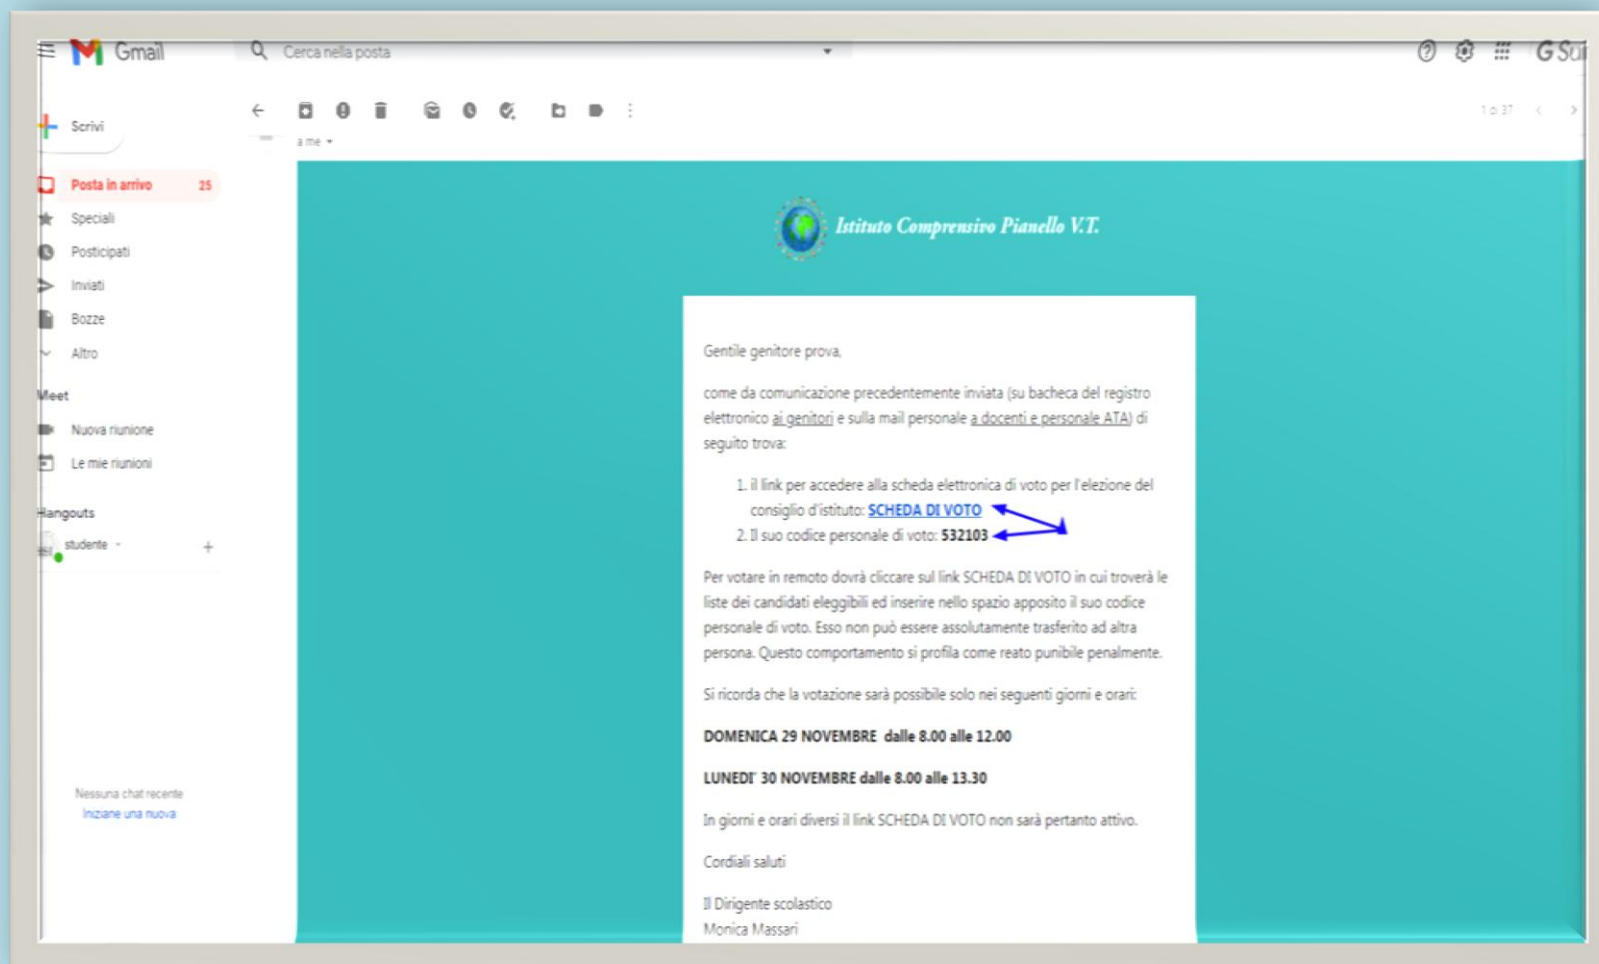 Gmail
Cerca nella posta
G Sui
Scrivi
1 di 37
a me
Posta in arrivo 25
Speciali
Posticipati
Inviati
Bozze
Altro
Meet
Nuova riunione
Le mie riunioni
Hangouts
studente
Nessuna chat recente
Iniziane una nuova
Istituto Comprensivo Pianello V.T.
Gentile genitore prova,
come da comunicazione precedentemente inviata (su bacheca del registro
elettronico ai genitori e sulla mail personale a docenti e personale ATA) di
seguito trova:
1. il link per accedere alla scheda elettronica di voto per l'elezione del
consiglio d'istituto: SCHEDA DI VOTO
2. Il suo codice personale di voto: 532103
Per votare in remoto dovrà cliccare sul link SCHEDA DI VOTO in cui troverà le
liste dei candidati eleggibili ed inserire nello spazio apposito il suo codice
personale di voto. Esso non può essere assolutamente trasferito ad altra
persona. Questo comportamento si profila come reato punibile penalmente.
Si ricorda che la votazione sarà possibile solo nei seguenti giorni e orari:
DOMENICA 29 NOVEMBRE dalle 8.00 alle 12.00
LUNEDI' 30 NOVEMBRE dalle 8.00 alle 13.30
In giorni e orari diversi il link SCHEDA DI VOTO non sarà pertanto attivo.
Cordiali saluti
Il Dirigente scolastico
Monica Massari